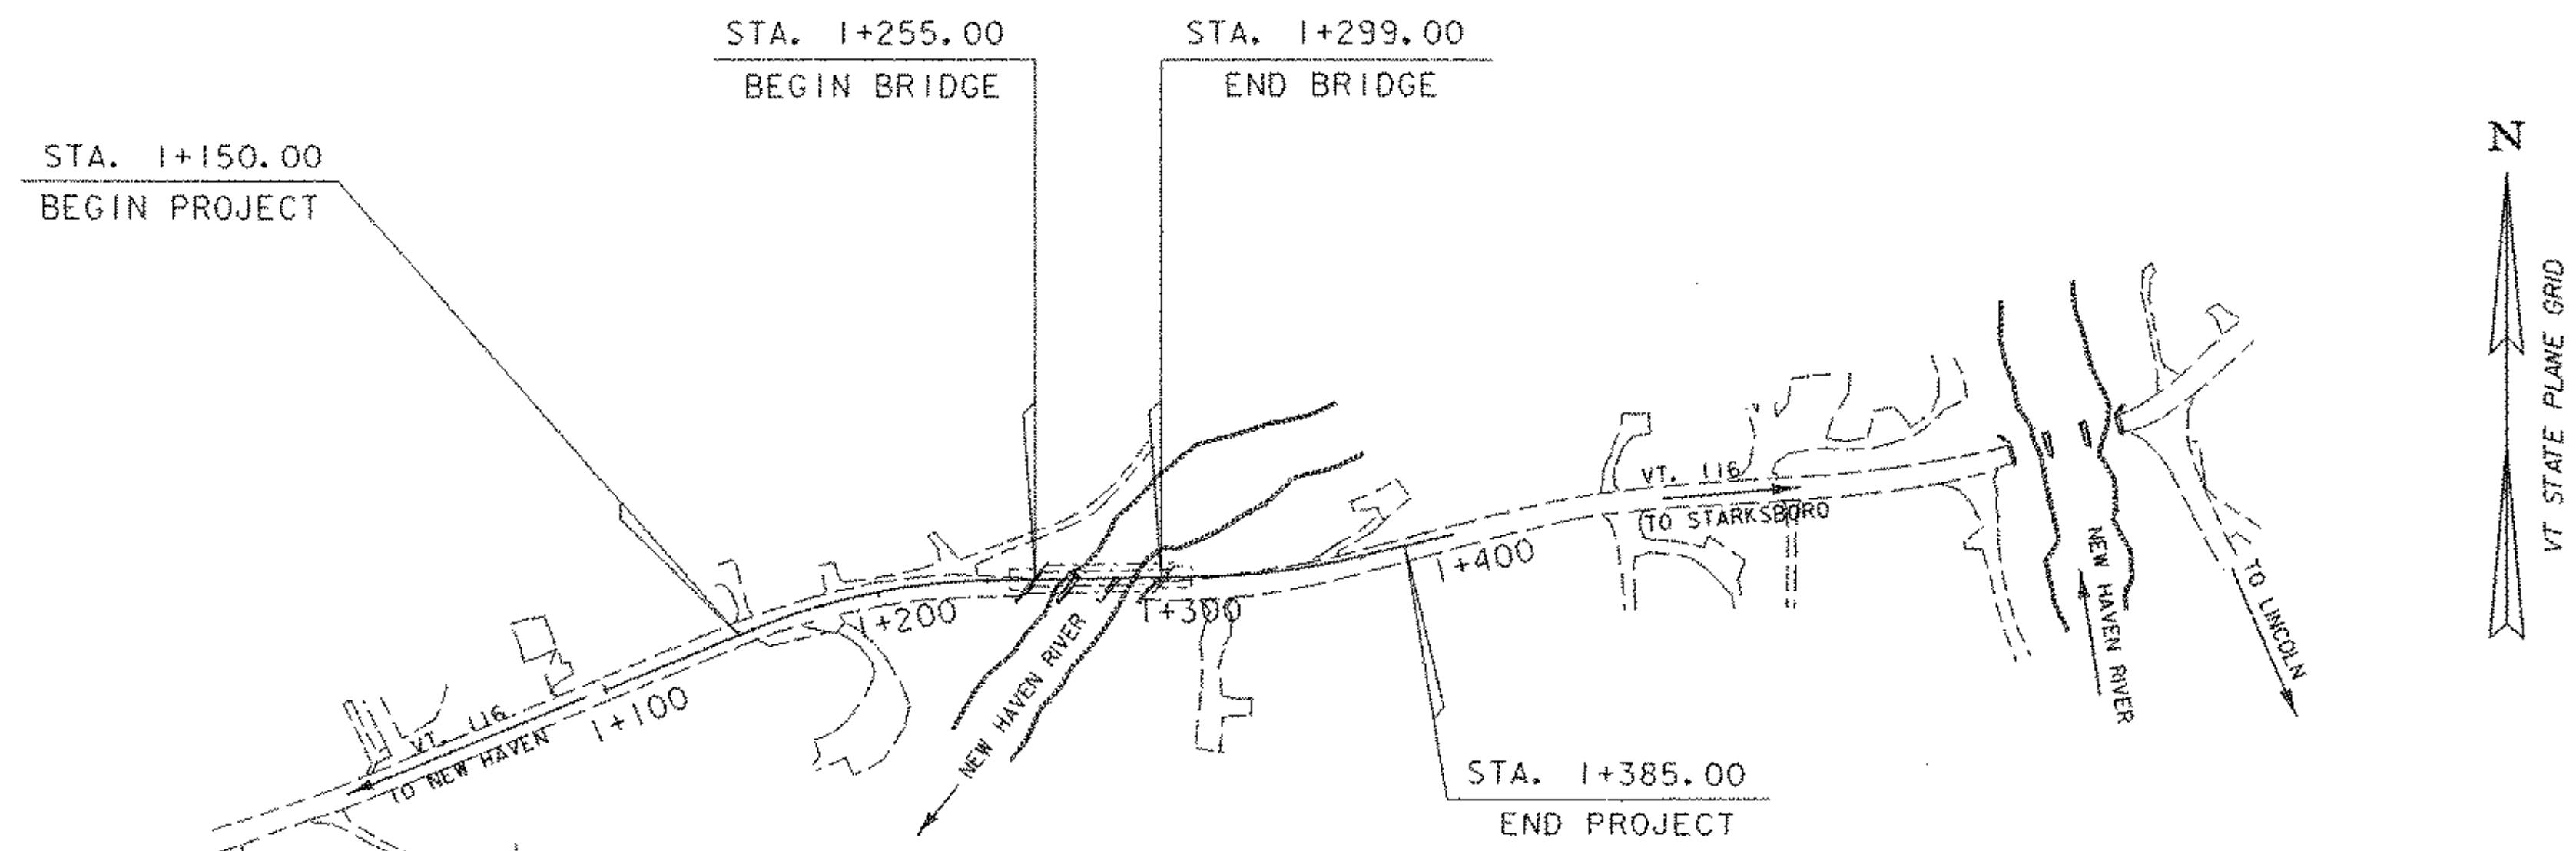 STA. 1+255.00
BEGIN BRIDGE
STA. 1+299.00
END BRIDGE
STA. 1+150.00
BEGIN PROJECT
N
VT STATE PLANE GRID
VT. 116
(TO STARKSBORO
1+400
1+300
1+200
1+100
NEW HAVEN RIVER
NEW HAVEN RIVER
TO LINCOLN
VT. 116
TO NEW HAVEN
STA. 1+385.00
END PROJECT